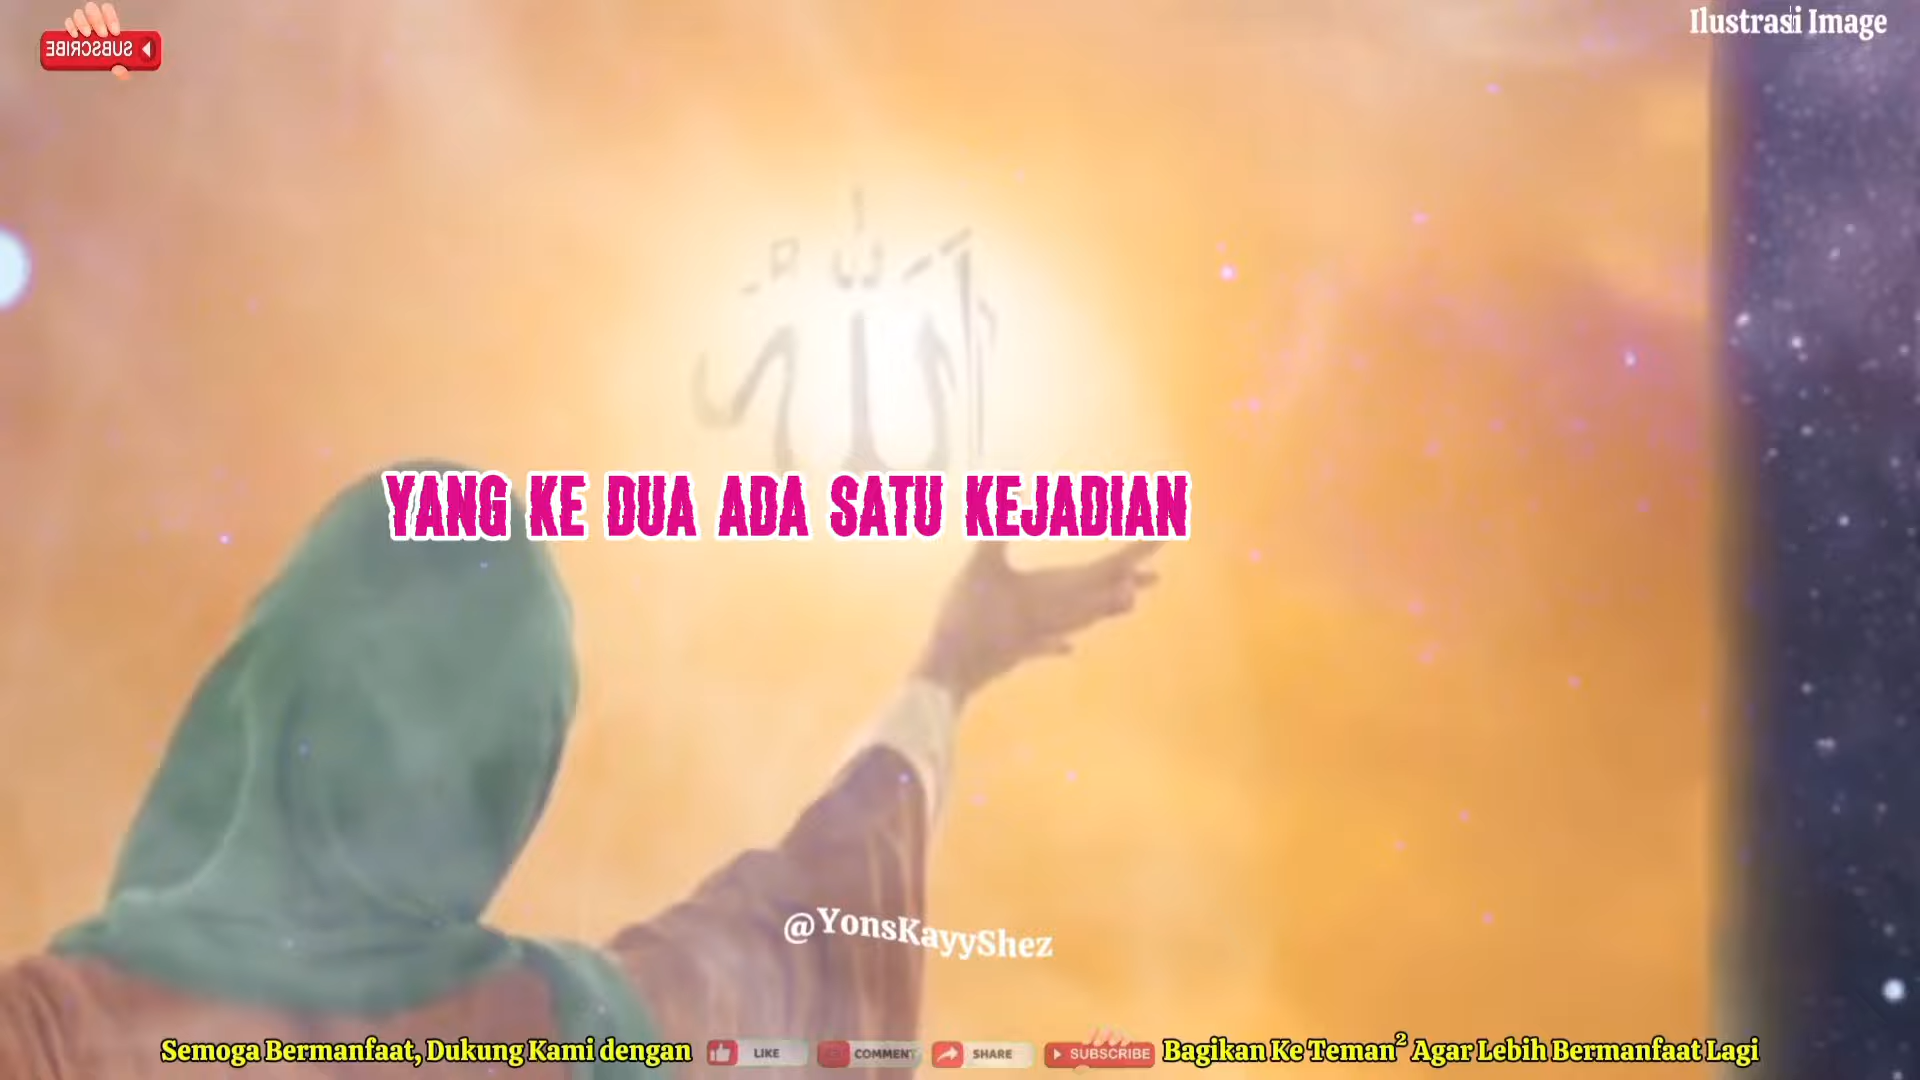 SUBSCRIBE
Ilustrasi Image
الله
YANG KE DUA ADA SATU KEJADIAN
@YonsKayyShez
Semoga Bermanfaat, Dukung Kami dengan LIKE COMMENT SHARE SUBSCRIBE Bagikan Ke Teman² Agar Lebih Bermanfaat Lagi